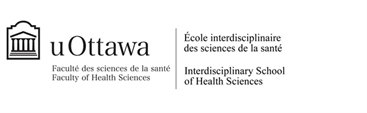 uOttawa
Faculté des sciences de la santé
Faculty of Health Sciences
École interdisciplinaire
des sciences de la santé
Interdisciplinary School
of Health Sciences